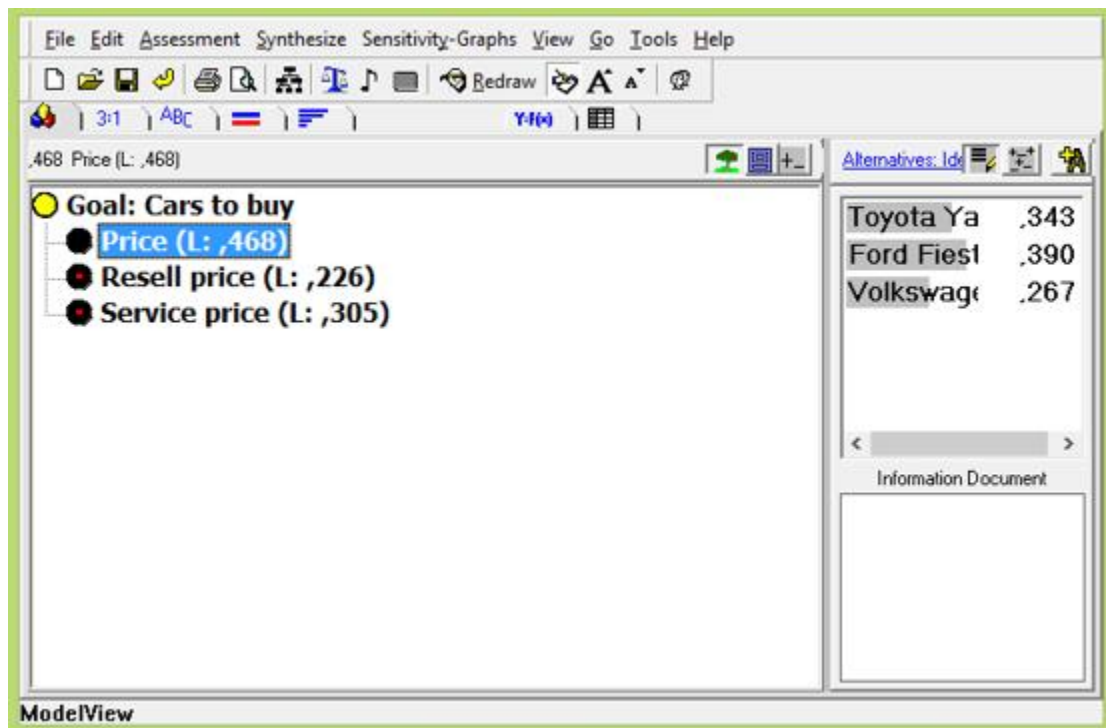 File Edit Assessment Synthesize Sensitivity-Graphs View Go Tools Help
Redraw A A
3:1 ABC Y=F(x)
,468 Price (L: ,468)
Alternatives: Ide
Goal: Cars to buy
Price (L: ,468)
Resell price (L: ,226)
Service price (L: ,305)
Toyota Ya ,343
Ford Fiest ,390
Volkswage ,267
Information Document
ModelView